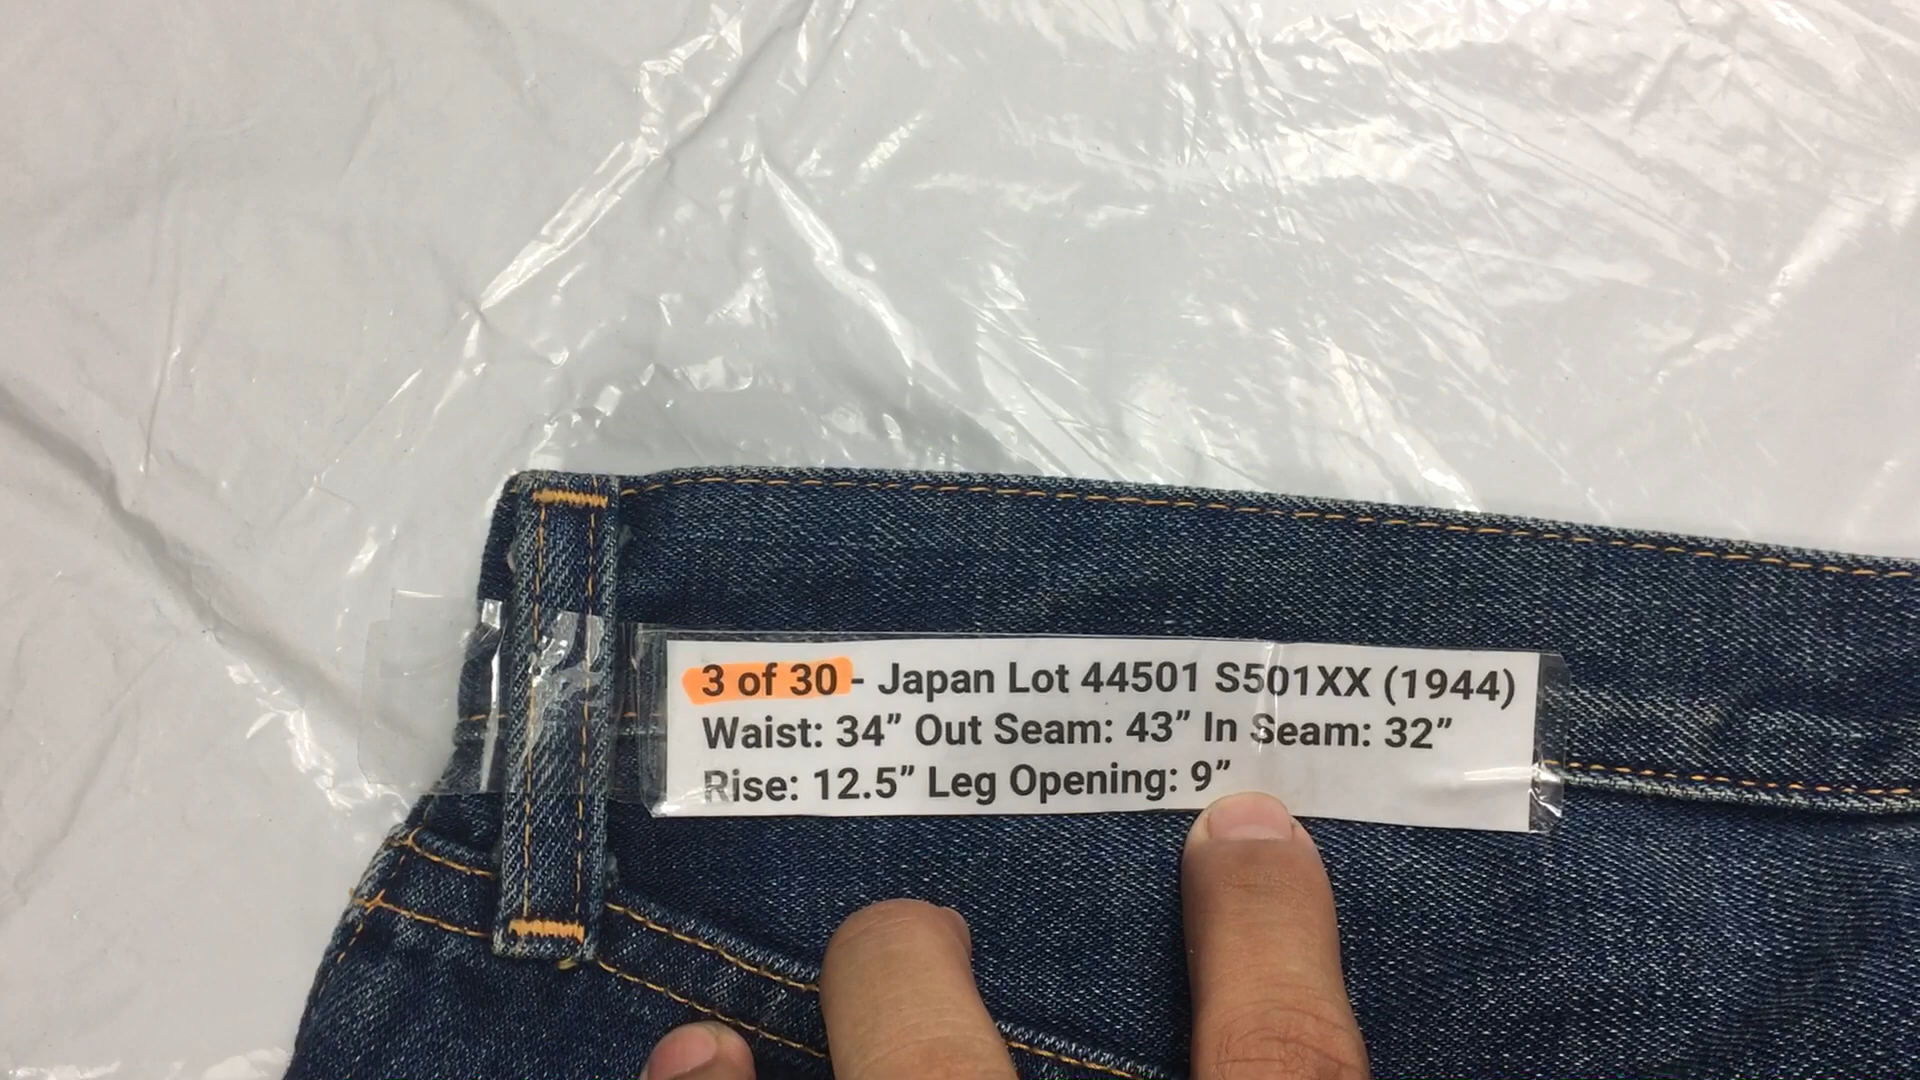 3 of 30 - Japan Lot 44501 S501XX (1944)
Waist: 34” Out Seam: 43” In Seam: 32”
Rise: 12.5” Leg Opening: 9”